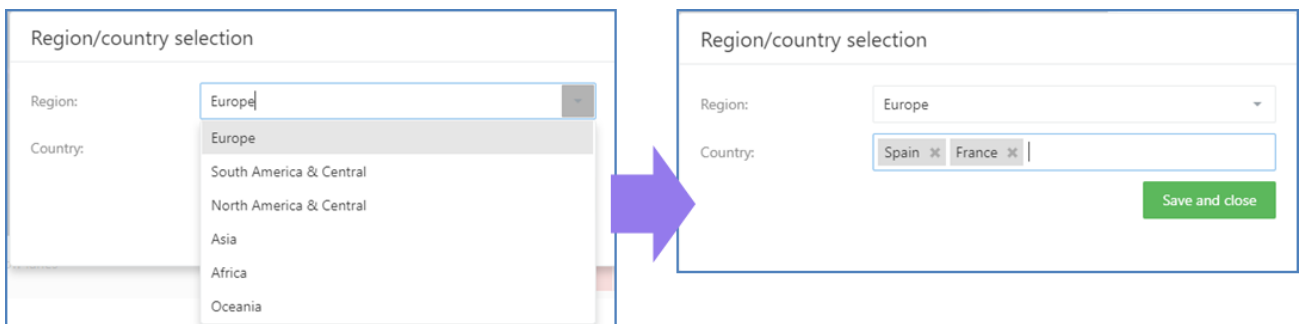 Region/country selection
Region:
Europe
Country:
Europe
South America & Central
North America & Central
Asia
Africa
Oceania
Region/country selection
Region:
Europe
Country:
Spain × France ×
Save and close